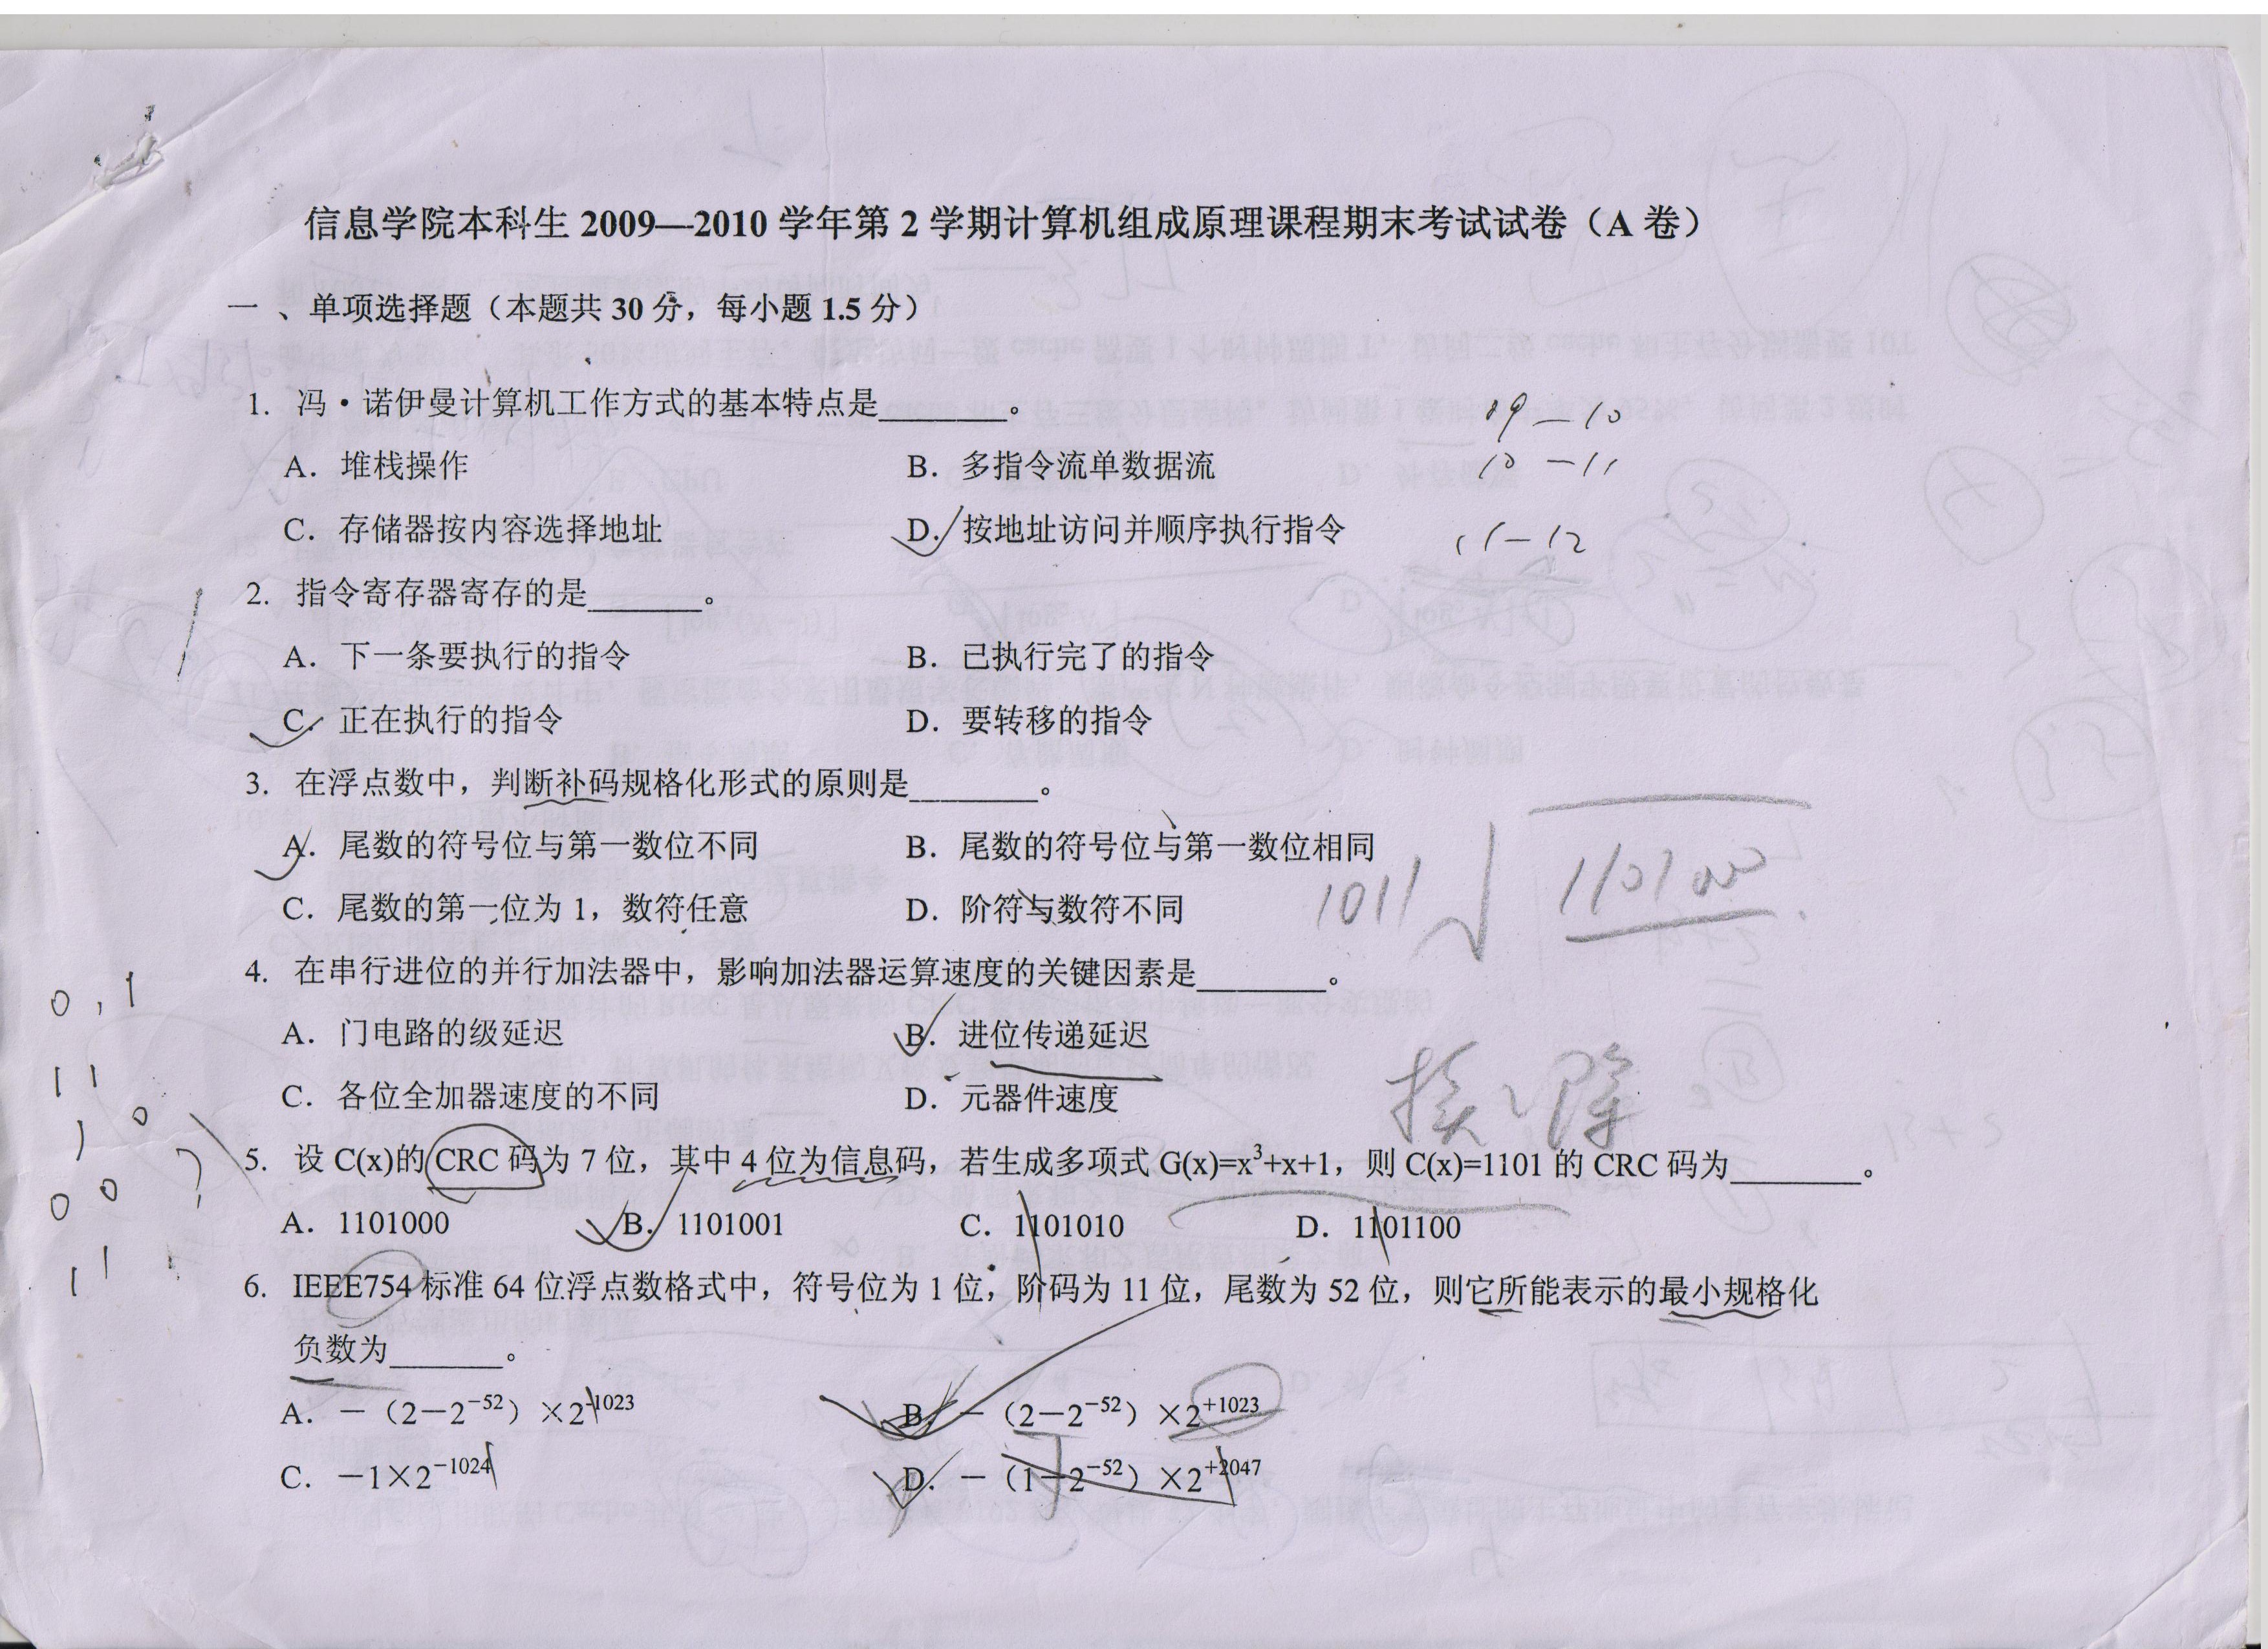 信息学院本科生 2009—2010 学年第 2 学期计算机组成原理课程期末考试试卷（A 卷）
一 、单项选择题（本题共 30 分，每小题 1.5 分）
1. 冯·诺伊曼计算机工作方式的基本特点是________。
09 — 10
A．堆栈操作 B．多指令流单数据流
10 — 11
C．存储器按内容选择地址 D．按地址访问并顺序执行指令
11 — 12
2. 指令寄存器寄存的是_______。
A．下一条要执行的指令 B．已执行完了的指令
C．正在执行的指令 D．要转移的指令
3. 在浮点数中，判断补码规格化形式的原则是________。
A．尾数的符号位与第一数位不同 B．尾数的符号位与第一数位相同
1011 1101000
C．尾数的第一位为 1，数符任意 D．阶符与数符不同
4. 在串行进位的并行加法器中，影响加法器运算速度的关键因素是________。
0,1
A．门电路的级延迟 B．进位传递延迟
1 1
C．各位全加器速度的不同 D．元器件速度
1 0
5. 设 C(x)的 CRC 码为 7 位，其中 4 位为信息码，若生成多项式 G(x)=x³+x+1，则 C(x)=1101 的 CRC 码为________。
0 0 ?
A．1101000 B．1101001 C．1101010 D．1101100
1 1
6. IEEE754 标准 64 位浮点数格式中，符号位为 1 位，阶码为 11 位，尾数为 52 位，则它所能表示的最小规格化
负数为_______。
A．－（2－2⁻⁵²）×2⁻¹⁰²³ B．－（2－2⁻⁵²）×2⁺¹⁰²³
C．－1×2⁻¹⁰²⁴ D．－（1－2⁻⁵²）×2⁺²⁰⁴⁷